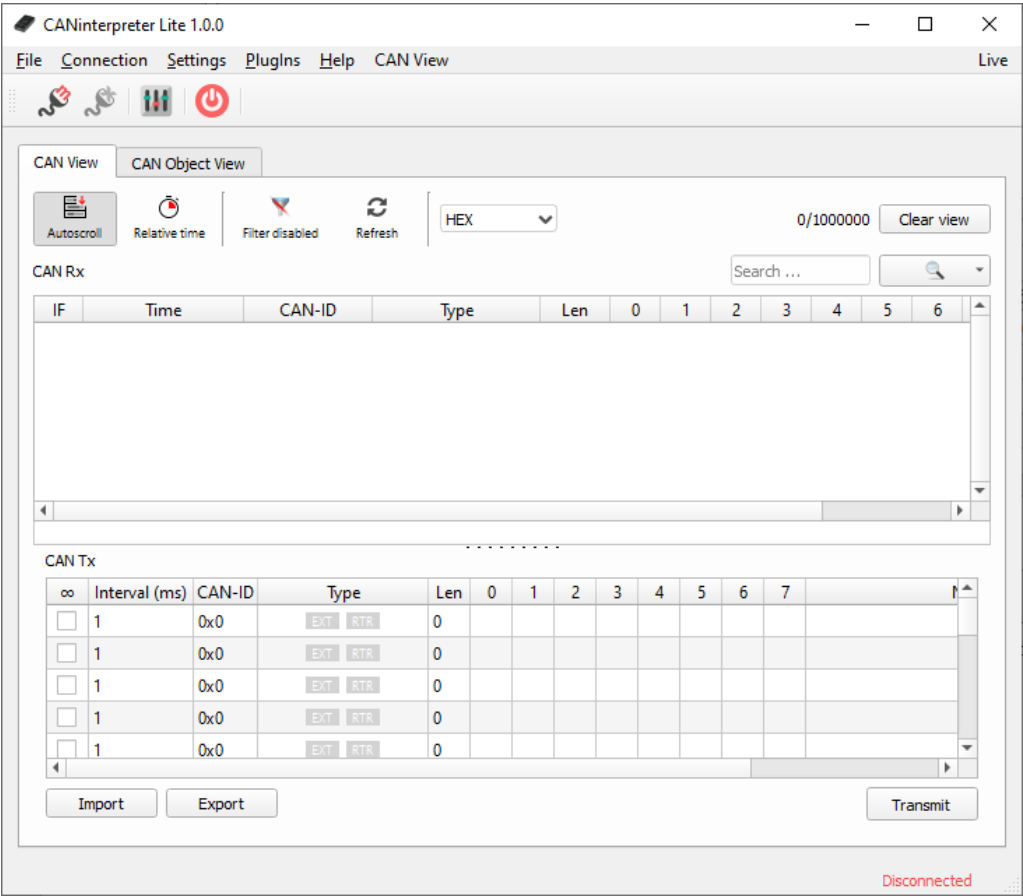 CANinterpreter Lite 1.0.0
File Connection Settings PlugIns Help CAN View Live
CAN View CAN Object View
Autoscroll Relative time Filter disabled Refresh HEX 0/1000000 Clear view
CAN Rx Search ...
IF Time CAN-ID Type Len 0 1 2 3 4 5 6
CAN Tx
∞ Interval (ms) CAN-ID Type Len 0 1 2 3 4 5 6 7
1 0x0 EXT RTR 0
1 0x0 EXT RTR 0
1 0x0 EXT RTR 0
1 0x0 EXT RTR 0
1 0x0 EXT RTR 0
Import Export Transmit
Disconnected